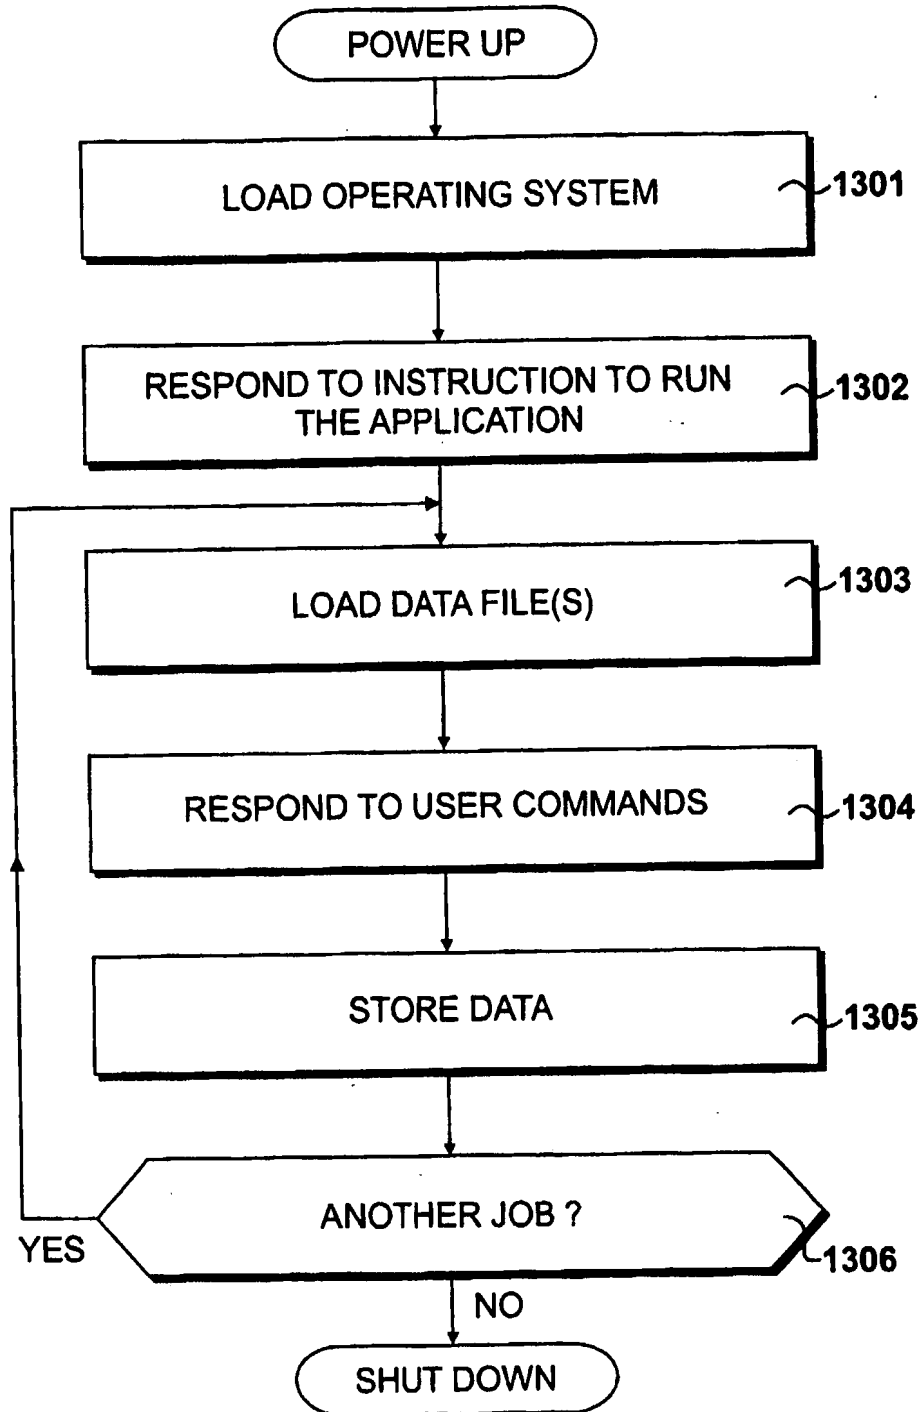 POWER UP
LOAD OPERATING SYSTEM
1301
RESPOND TO INSTRUCTION TO RUN
THE APPLICATION
1302
LOAD DATA FILE(S)
1303
RESPOND TO USER COMMANDS
1304
STORE DATA
1305
ANOTHER JOB ?
1306
YES
NO
SHUT DOWN